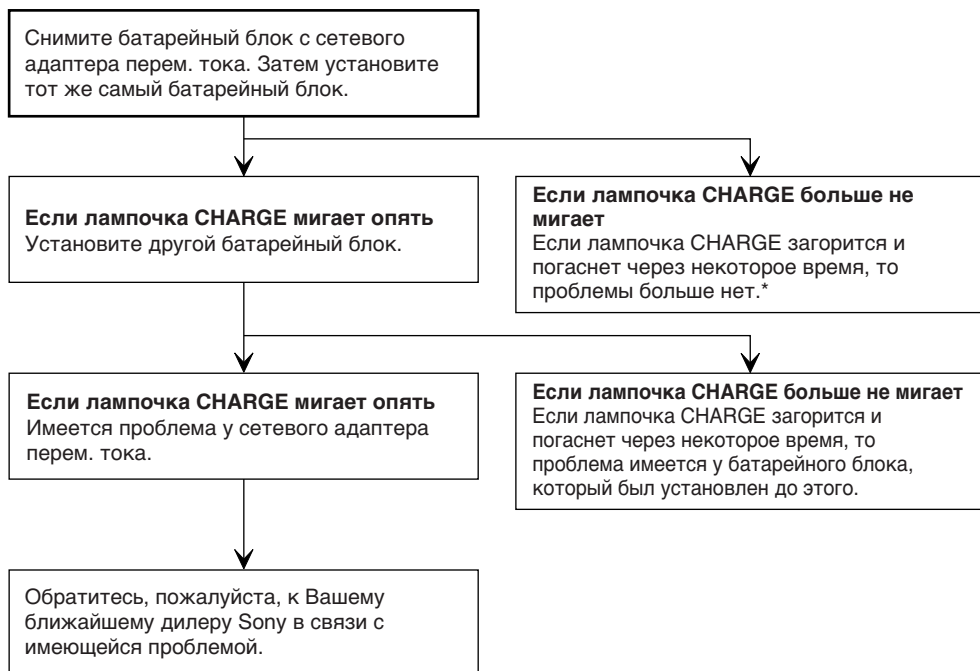 Снимите батарейный блок с сетевого
адаптера перем. тока. Затем установите
тот же самый батарейный блок.
Если лампочка CHARGE мигает опять
Установите другой батарейный блок.
Если лампочка CHARGE больше не
мигает
Если лампочка CHARGE загорится и
погаснет через некоторое время, то
проблемы больше нет.*
Если лампочка CHARGE мигает опять
Имеется проблема у сетевого адаптера
перем. тока.
Если лампочка CHARGE больше не мигает
Если лампочка CHARGE загорится и
погаснет через некоторое время, то
проблема имеется у батарейного блока,
который был установлен до этого.
Обратитесь, пожалуйста, к Вашему
ближайшему дилеру Sony в связи с
имеющейся проблемой.